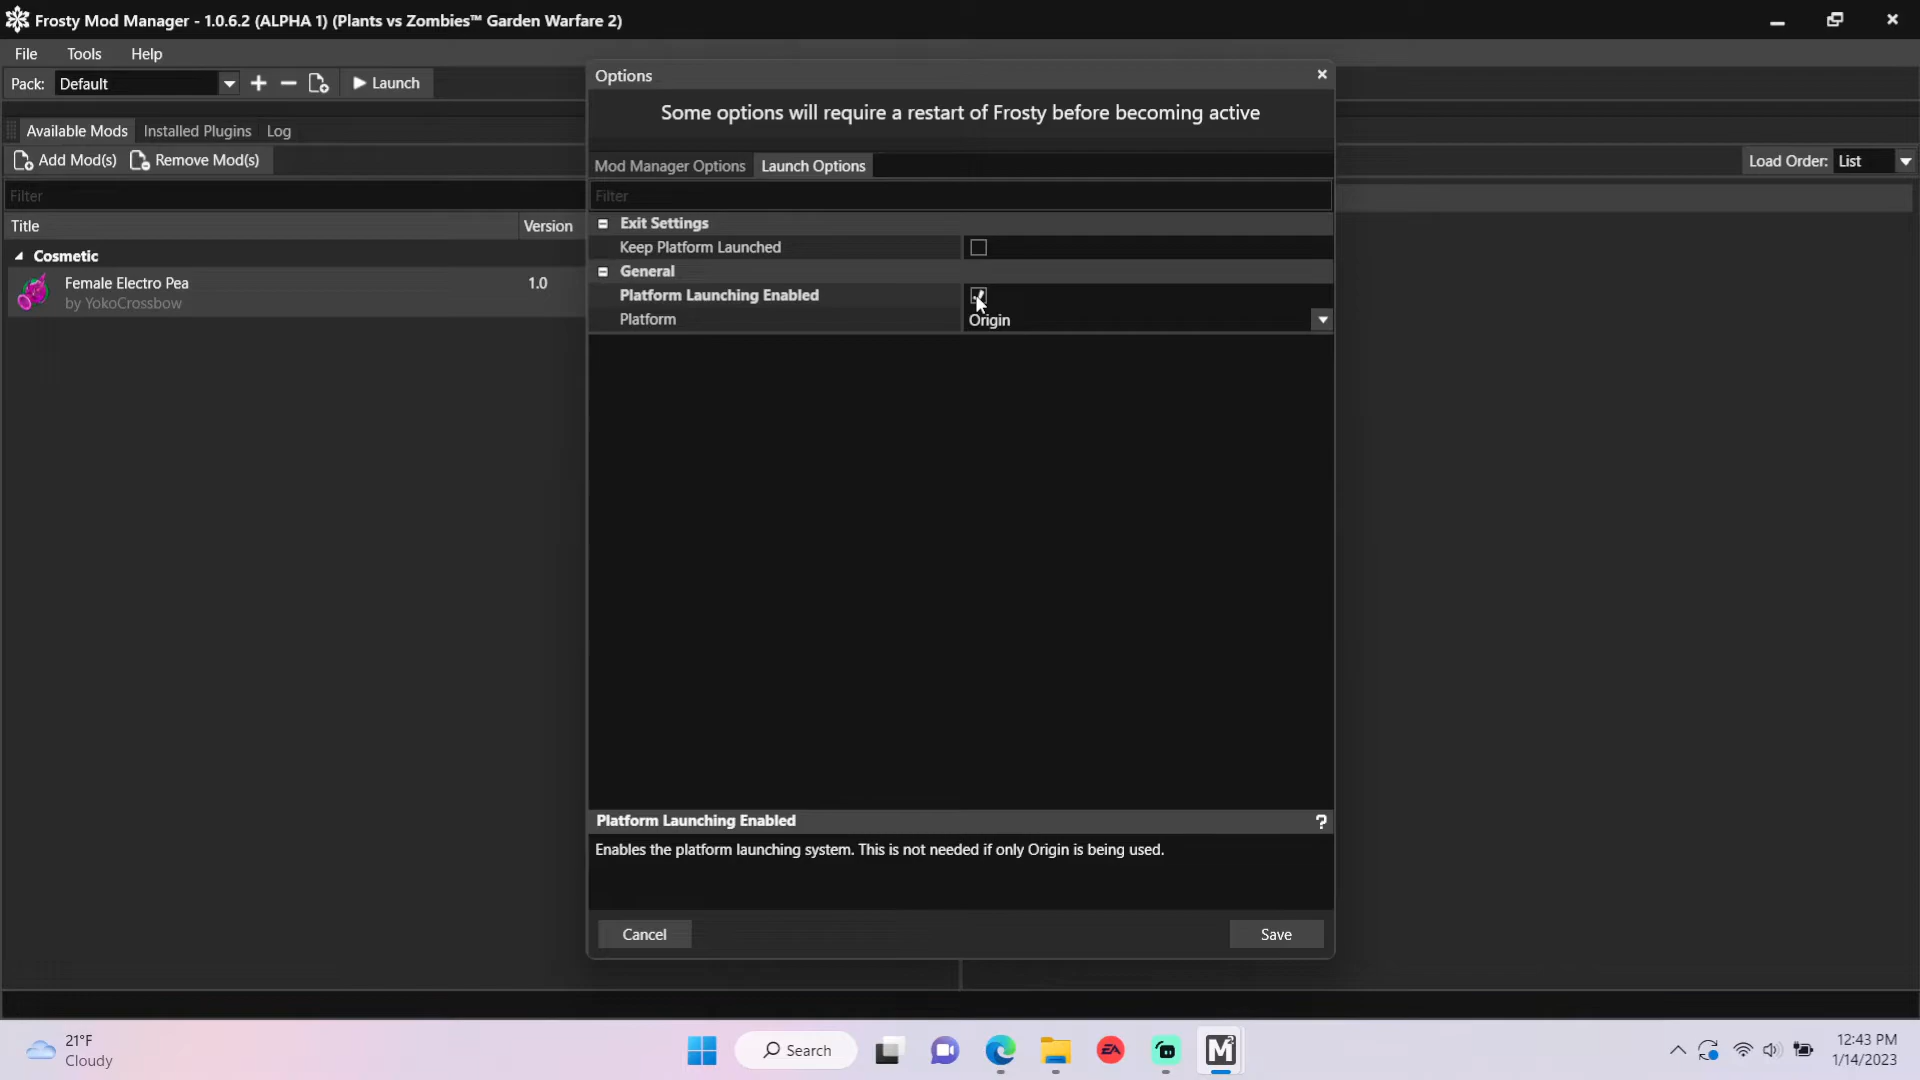 Frosty Mod Manager - 1.0.6.2 (ALPHA 1) (Plants vs Zombies™ Garden Warfare 2)
File Tools Help
Pack: Default Launch
Options
Some options will require a restart of Frosty before becoming active
Available Mods Installed Plugins Log
Add Mod(s) Remove Mod(s)
Load Order: List
Mod Manager Options Launch Options
Filter
Filter
Title Version
Exit Settings
Keep Platform Launched
Cosmetic
General
Female Electro Pea 1.0
by YokoCrossbow
Platform Launching Enabled
Platform Origin
Platform Launching Enabled ?
Enables the platform launching system. This is not needed if only Origin is being used.
Cancel Save
21°F
Cloudy
Search
EA
M
2
12:43 PM
1/14/2023